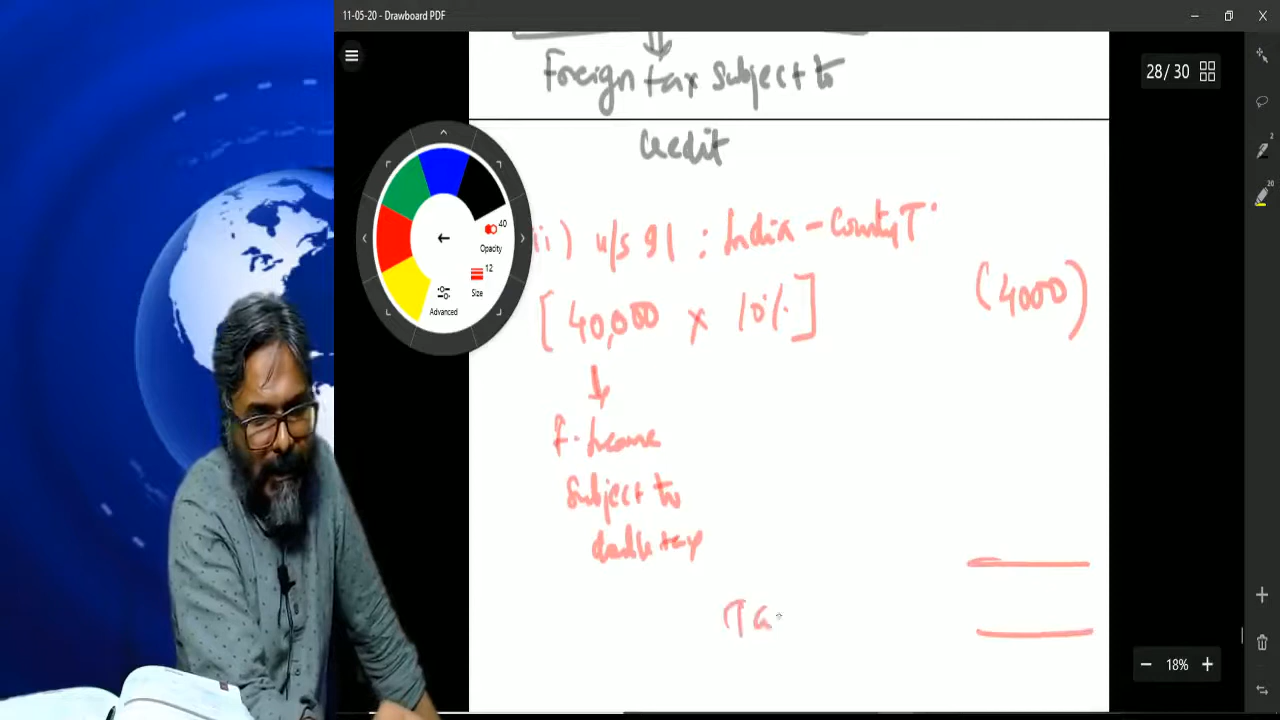 11-05-20 - Drawboard PDF
Foreign tax subject to
28 / 30
credit
40
Opacity
12
Size
Advanced
ii) u/s 91 : India - Country T.
[40,000 x 10%] (4000)
F. Income
Subject to
double tax
Ta
18%